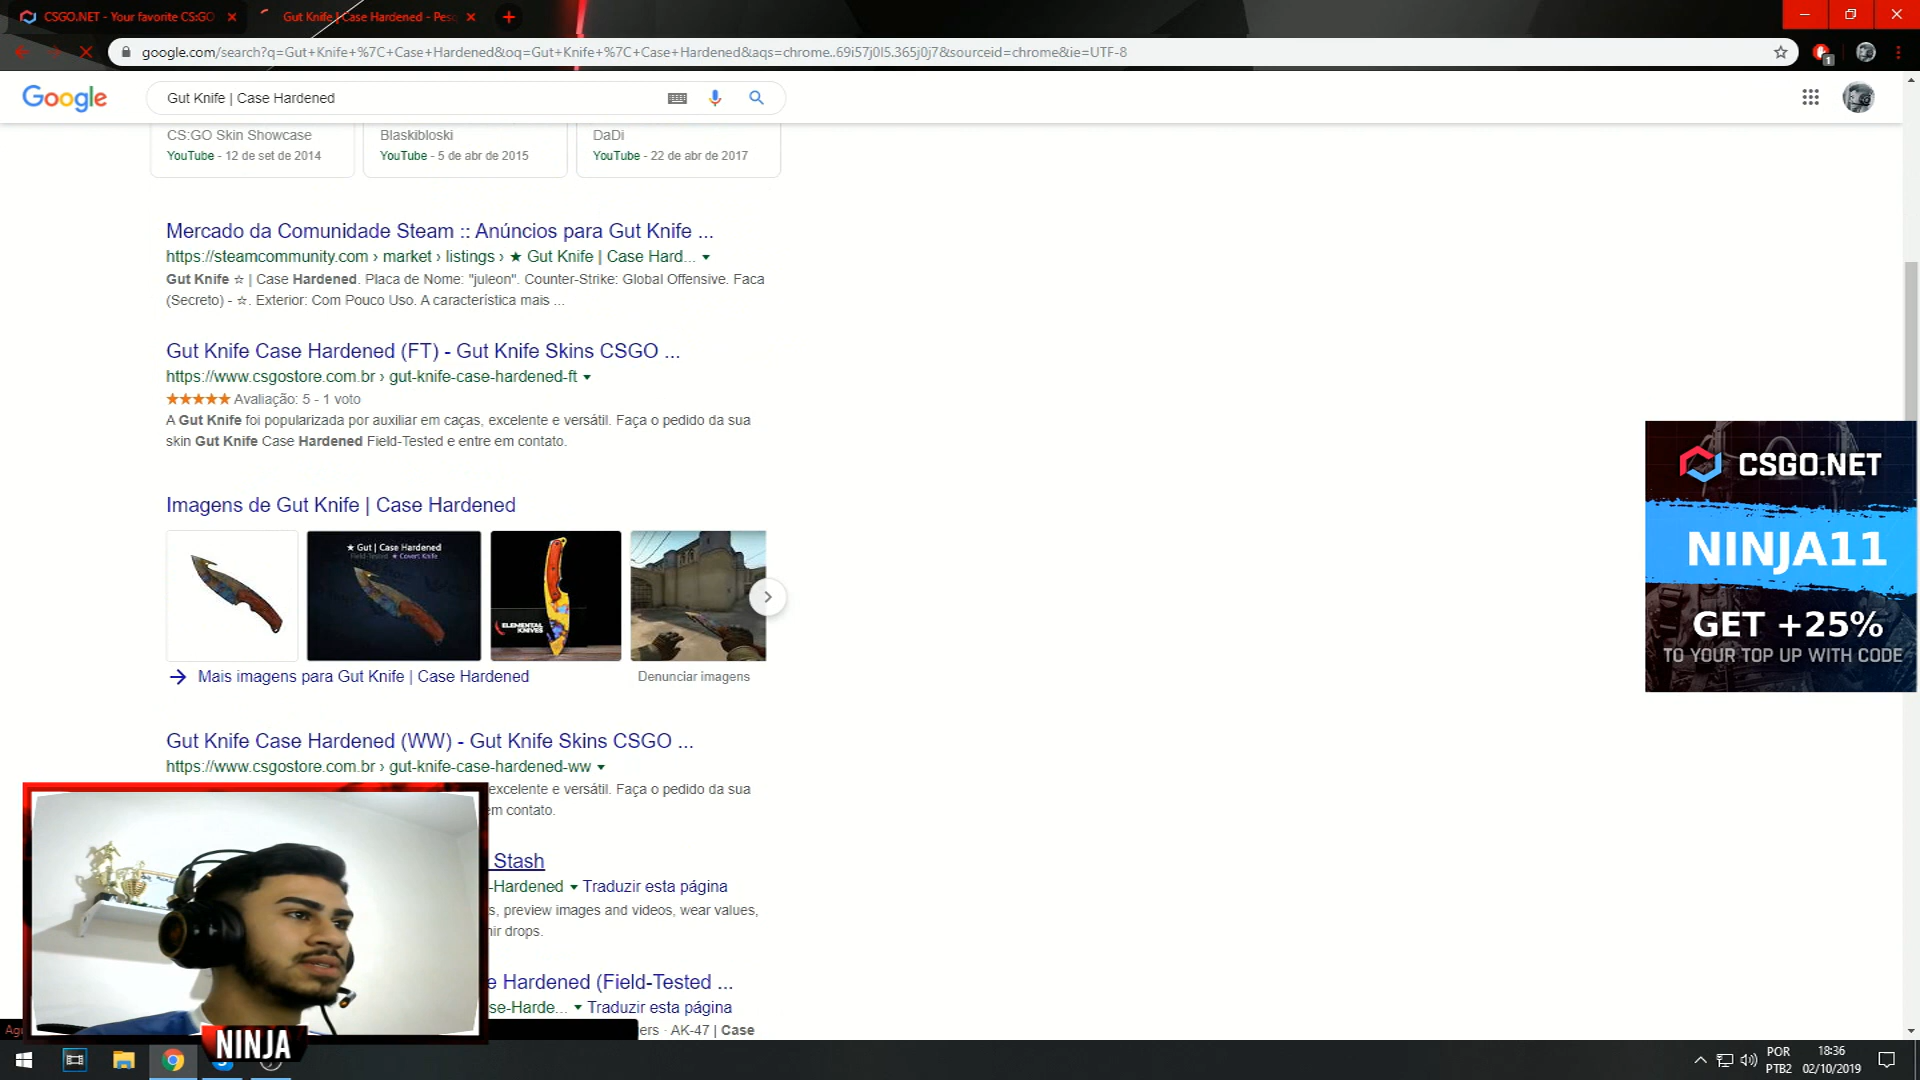 CSGO.NET - Your favorite CS:GO
Gut Knife | Case Hardened - Pesq
google.com/search?q=Gut+Knife+%7C+Case+Hardened&oq=Gut+Knife+%7C+Case+Hardened&aqs=chrome..69i57j0l5.365j0j7&sourceid=chrome&ie=UTF-8
1
Google
Gut Knife | Case Hardened
CS:GO Skin Showcase
YouTube - 12 de set de 2014
Blaskibloski
YouTube - 5 de abr de 2015
DaDi
YouTube - 22 de abr de 2017
Mercado da Comunidade Steam :: Anúncios para Gut Knife ...
https://steamcommunity.com › market › listings › ★ Gut Knife | Case Hard...
Gut Knife ☆ | Case Hardened. Placa de Nome: "juleon". Counter-Strike: Global Offensive. Faca
(Secreto) - ☆. Exterior: Com Pouco Uso. A característica mais ...
Gut Knife Case Hardened (FT) - Gut Knife Skins CSGO ...
https://www.csgostore.com.br › gut-knife-case-hardened-ft
★★★★★ Avaliação: 5 - 1 voto
A Gut Knife foi popularizada por auxiliar em caças, excelente e versátil. Faça o pedido da sua
skin Gut Knife Case Hardened Field-Tested e entre em contato.
Imagens de Gut Knife | Case Hardened
★ Gut | Case Hardened
Field-Tested ★ Covert Knife
ELEMENTAL
KNIVES
Mais imagens para Gut Knife | Case Hardened
Denunciar imagens
Gut Knife Case Hardened (WW) - Gut Knife Skins CSGO ...
https://www.csgostore.com.br › gut-knife-case-hardened-ww
excelente e versátil. Faça o pedido da sua
em contato.
Stash
-Hardened Traduzir esta página
s, preview images and videos, wear values,
nir drops.
e Hardened (Field-Tested ...
se-Harde... Traduzir esta página
ers · AK-47 | Case
CSGO.NET
NINJA11
GET +25%
TO YOUR TOP UP WITH CODE
NINJA
POR
PTB2
18:36
02/10/2019